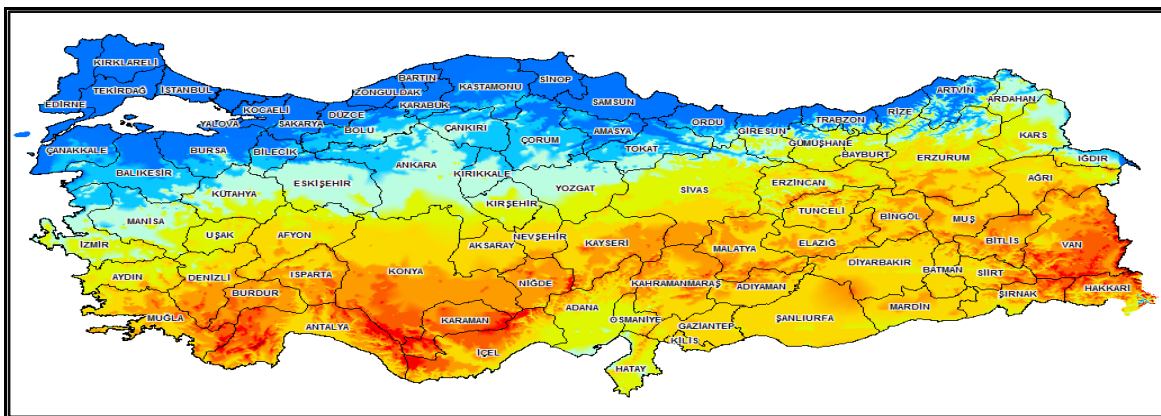 KIRKLARELİ
TEKİRDAĞ
İSTANBUL
EDİRNE
YALOVA
KOCAELİ
SAKARYA
DÜZCE
ZONGULDAK
BARTIN
KARABÜK
KASTAMONU
SİNOP
BOLU
ÇANKIRI
SAMSUN
ÇORUM
AMASYA
TOKAT
ORDU
GİRESUN
TRABZON
RİZE
ARTVİN
ARDAHAN
KARS
GÜMÜŞHANE
BAYBURT
ERZURUM
IĞDIR
AĞRI
ÇANAKKALE
BURSA
BİLECİK
BALIKESİR
KÜTAHYA
ESKİŞEHİR
ANKARA
KIRIKKALE
YOZGAT
KIRŞEHİR
SİVAS
ERZİNCAN
TUNCELİ
BİNGÖL
MUŞ
BİTLİS
VAN
MANİSA
İZMİR
UŞAK
AFYON
AKSARAY
NEVŞEHİR
KAYSERİ
MALATYA
ELAZIĞ
DİYARBAKIR
BATMAN
SİİRT
ŞIRNAK
HAKKARİ
AYDIN
DENİZLİ
ISPARTA
BURDUR
KONYA
NİĞDE
KAHRAMANMARAŞ
ADIYAMAN
MARDİN
MUĞLA
ANTALYA
KARAMAN
İÇEL
ADANA
OSMANİYE
GAZİANTEP
ŞANLIURFA
KİLİS
HATAY